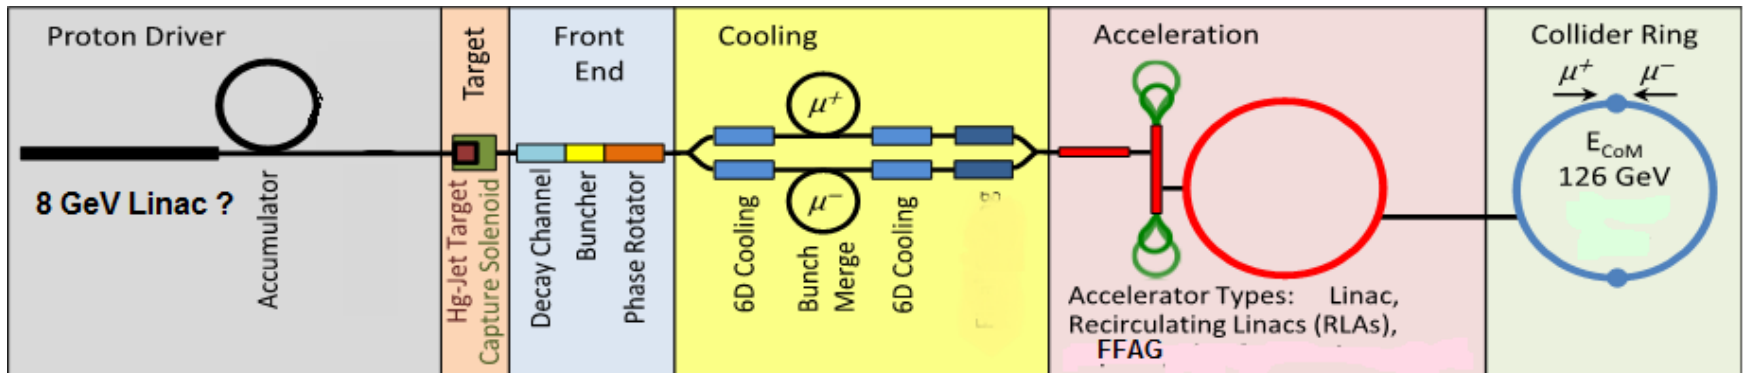 Proton Driver
8 GeV Linac ?
Accumulator
Target
Hg-Jet Target
Capture Solenoid
Front
End
Decay Channel
Buncher
Phase Rotator
Cooling
μ+
μ−
6D Cooling
Bunch
Merge
6D Cooling
Acceleration
Accelerator Types: Linac,
Recirculating Linacs (RLAs),
FFAG
Collider Ring
μ+ μ−
ECoM
126 GeV